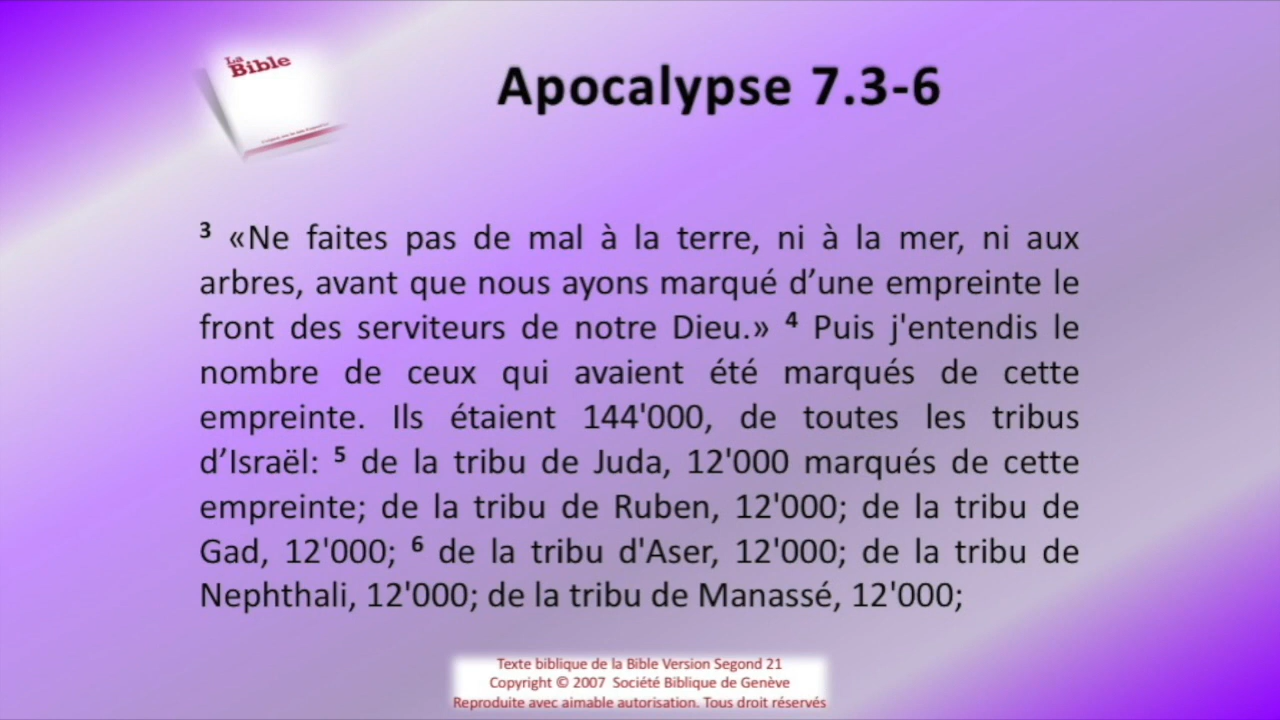 La
Bible
Apocalypse 7.3-6
3 «Ne faites pas de mal à la terre, ni à la mer, ni aux
arbres, avant que nous ayons marqué d’une empreinte le
front des serviteurs de notre Dieu.» 4 Puis j'entendis le
nombre de ceux qui avaient été marqués de cette
empreinte. Ils étaient 144'000, de toutes les tribus
d’Israël: 5 de la tribu de Juda, 12'000 marqués de cette
empreinte; de la tribu de Ruben, 12'000; de la tribu de
Gad, 12'000; 6 de la tribu d'Aser, 12'000; de la tribu de
Nephthali, 12'000; de la tribu de Manassé, 12'000;
Texte biblique de la Bible Version Segond 21
Copyright © 2007 Société Biblique de Genève
Reproduite avec aimable autorisation. Tous droit réservés